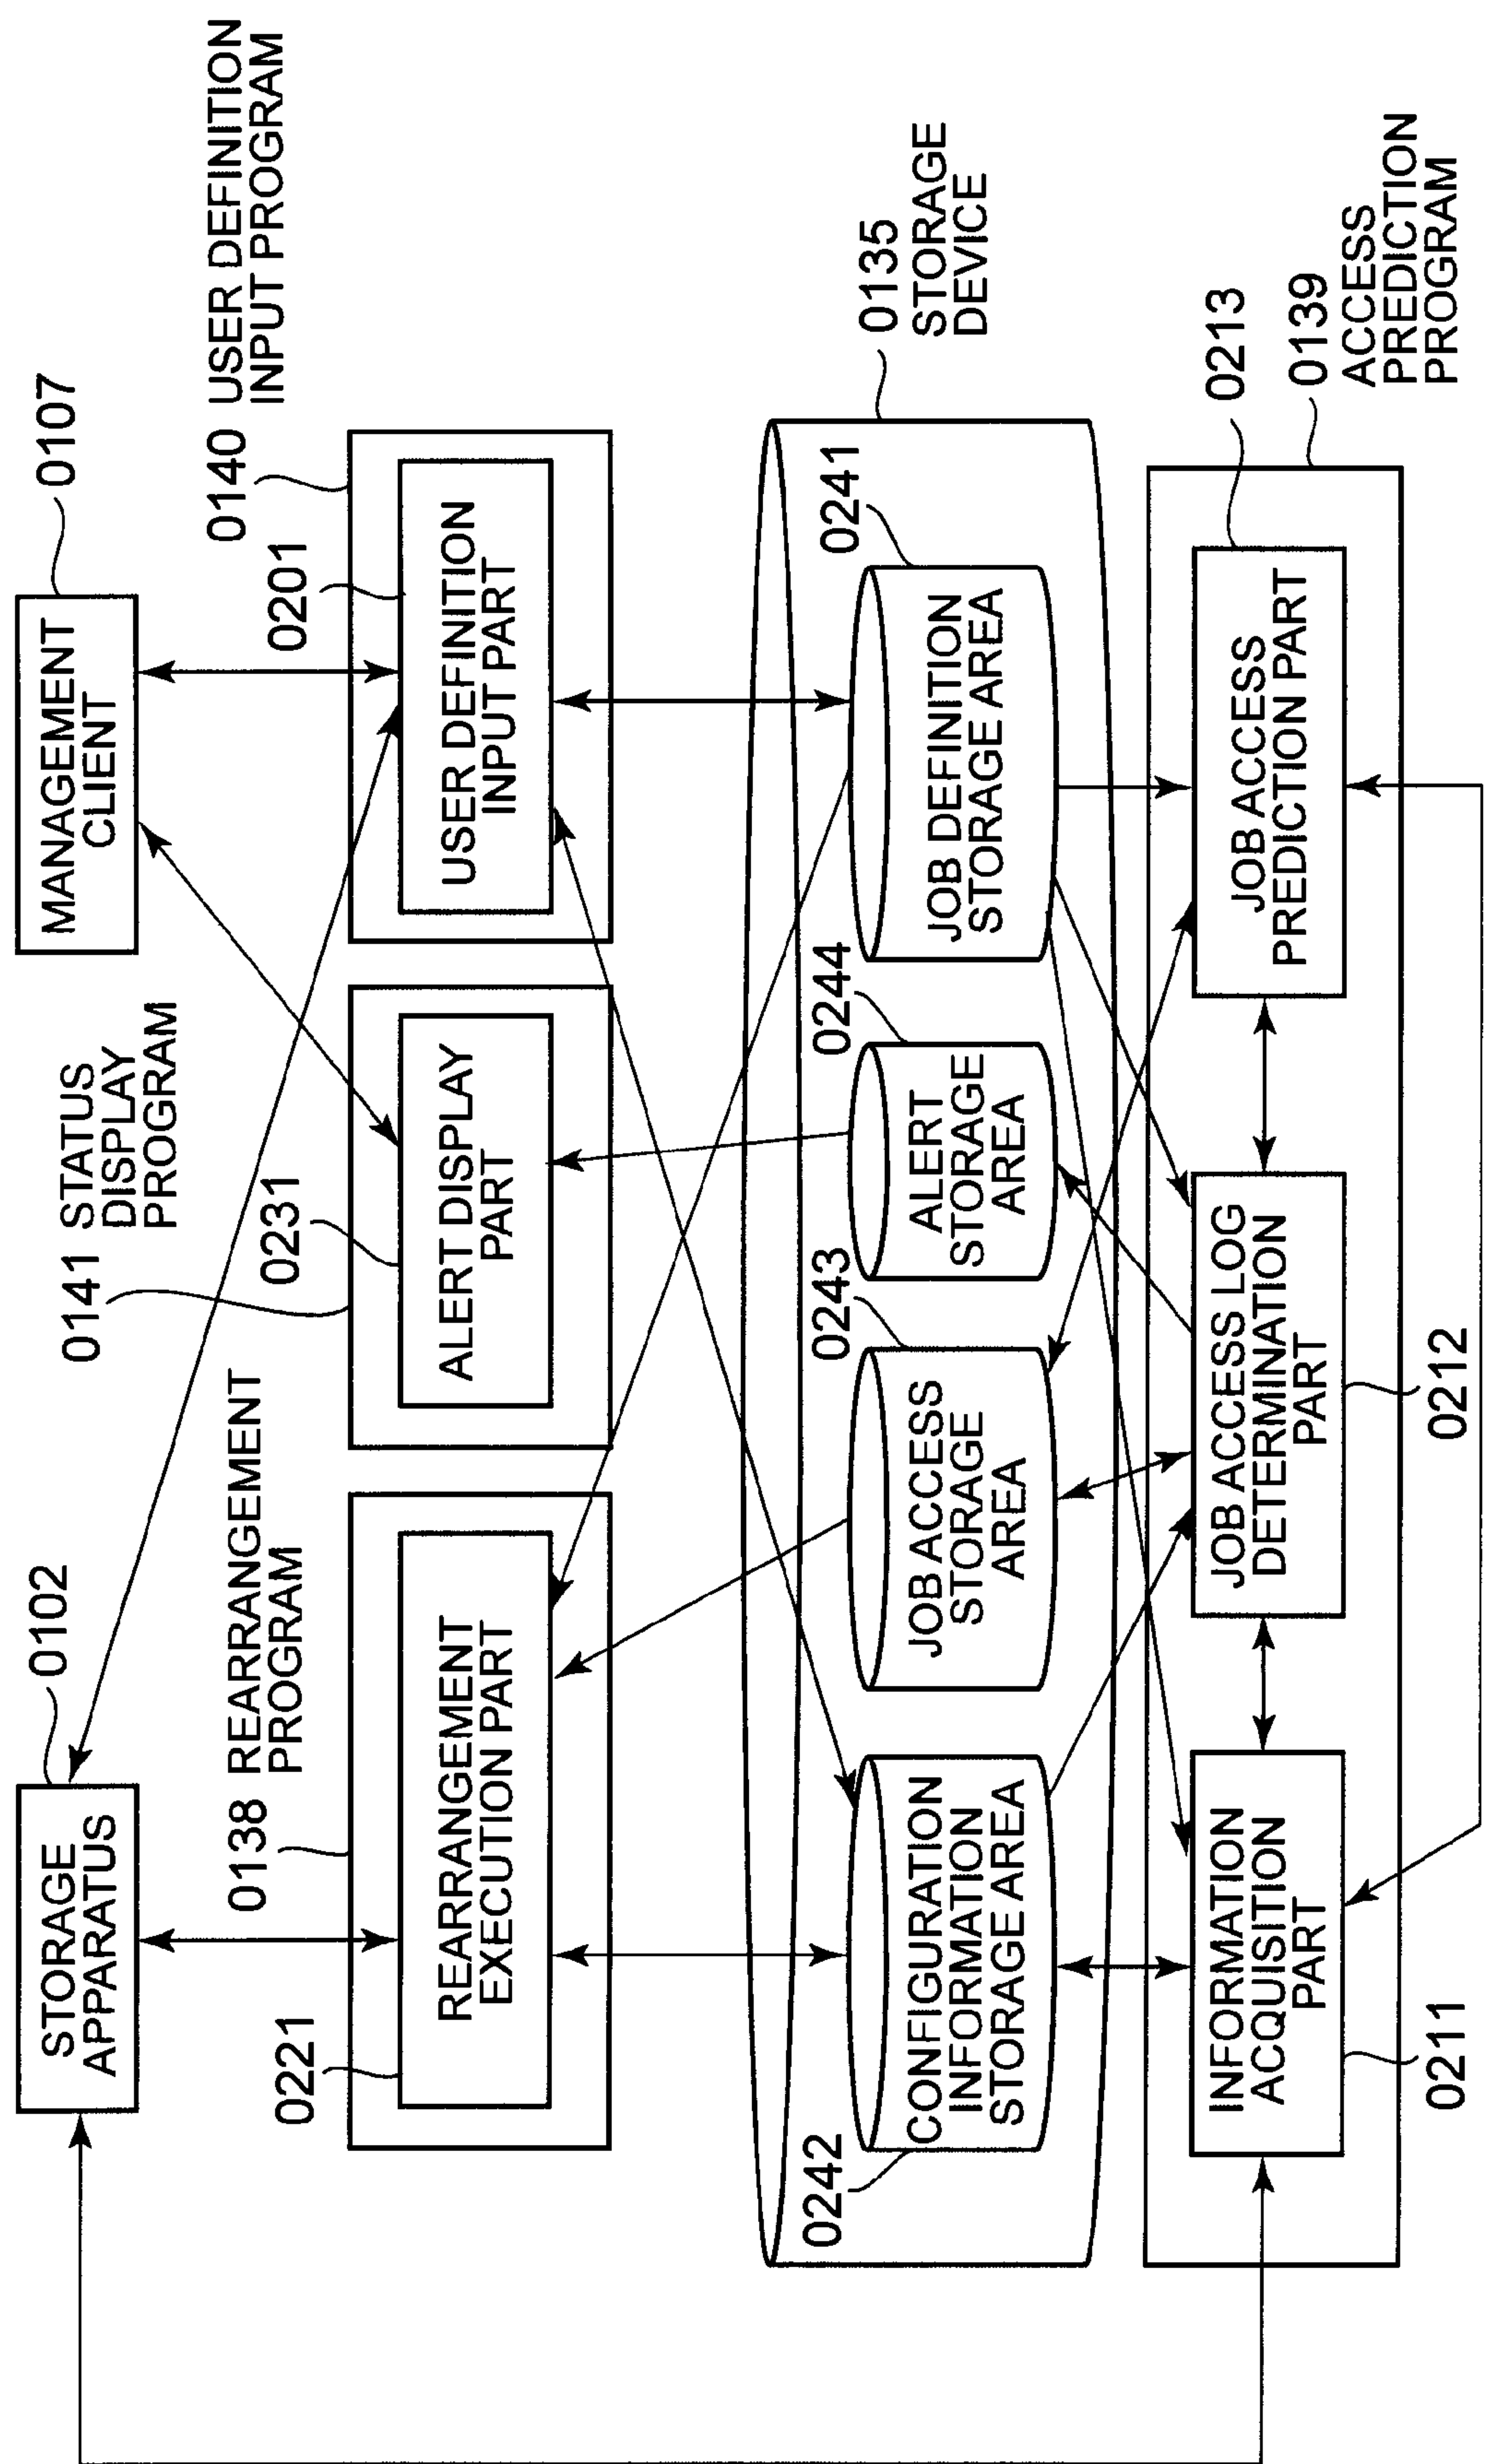 0102
STORAGE
APPARATUS
0107
MANAGEMENT
CLIENT
0138 REARRANGEMENT
PROGRAM
0221
REARRANGEMENT
EXECUTION PART
0141 STATUS
DISPLAY
PROGRAM
0231
ALERT DISPLAY
PART
0140 USER DEFINITION
INPUT PROGRAM
0201
USER DEFINITION
INPUT PART
0135
STORAGE
DEVICE
0242
CONFIGURATION
INFORMATION
STORAGE AREA
0243
JOB ACCESS
STORAGE
AREA
0244
ALERT
STORAGE
AREA
0241
JOB DEFINITION
STORAGE AREA
INFORMATION
ACQUISITION
PART
0211
JOB ACCESS LOG
DETERMINATION
PART
0212
JOB ACCESS
PREDICTION PART
0213
0139
ACCESS
PREDICTION
PROGRAM